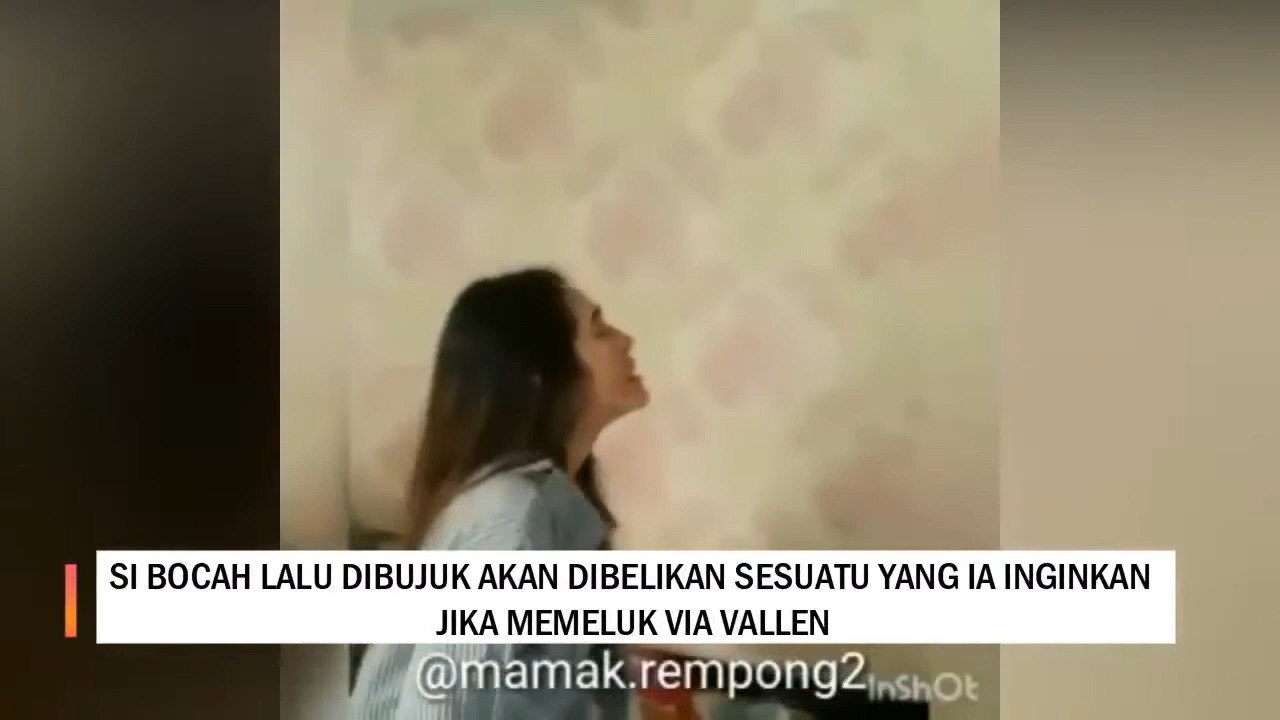 SI BOCAH LALU DIBUJUK AKAN DIBELIKAN SESUATU YANG IA INGINKAN
JIKA MEMELUK VIA VALLEN
@mamak.rempong2
InShOt